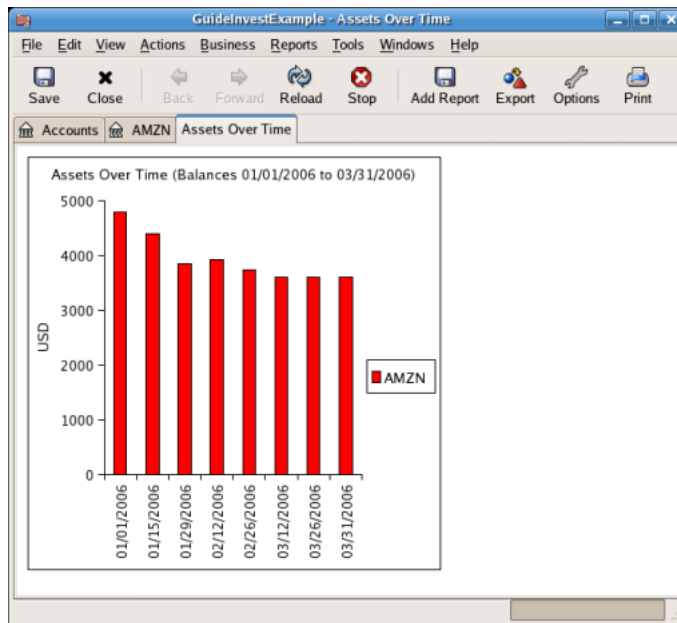 GuideInvestExample - Assets Over Time
File Edit View Actions Business Reports Tools Windows Help
Save Close Back Forward Reload Stop Add Report Export Options Print
Accounts AMZN Assets Over Time
Assets Over Time (Balances 01/01/2006 to 03/31/2006)
5000
4000
3000
2000
1000
0
USD
AMZN
01/01/2006
01/15/2006
01/29/2006
02/12/2006
02/26/2006
03/12/2006
03/26/2006
03/31/2006